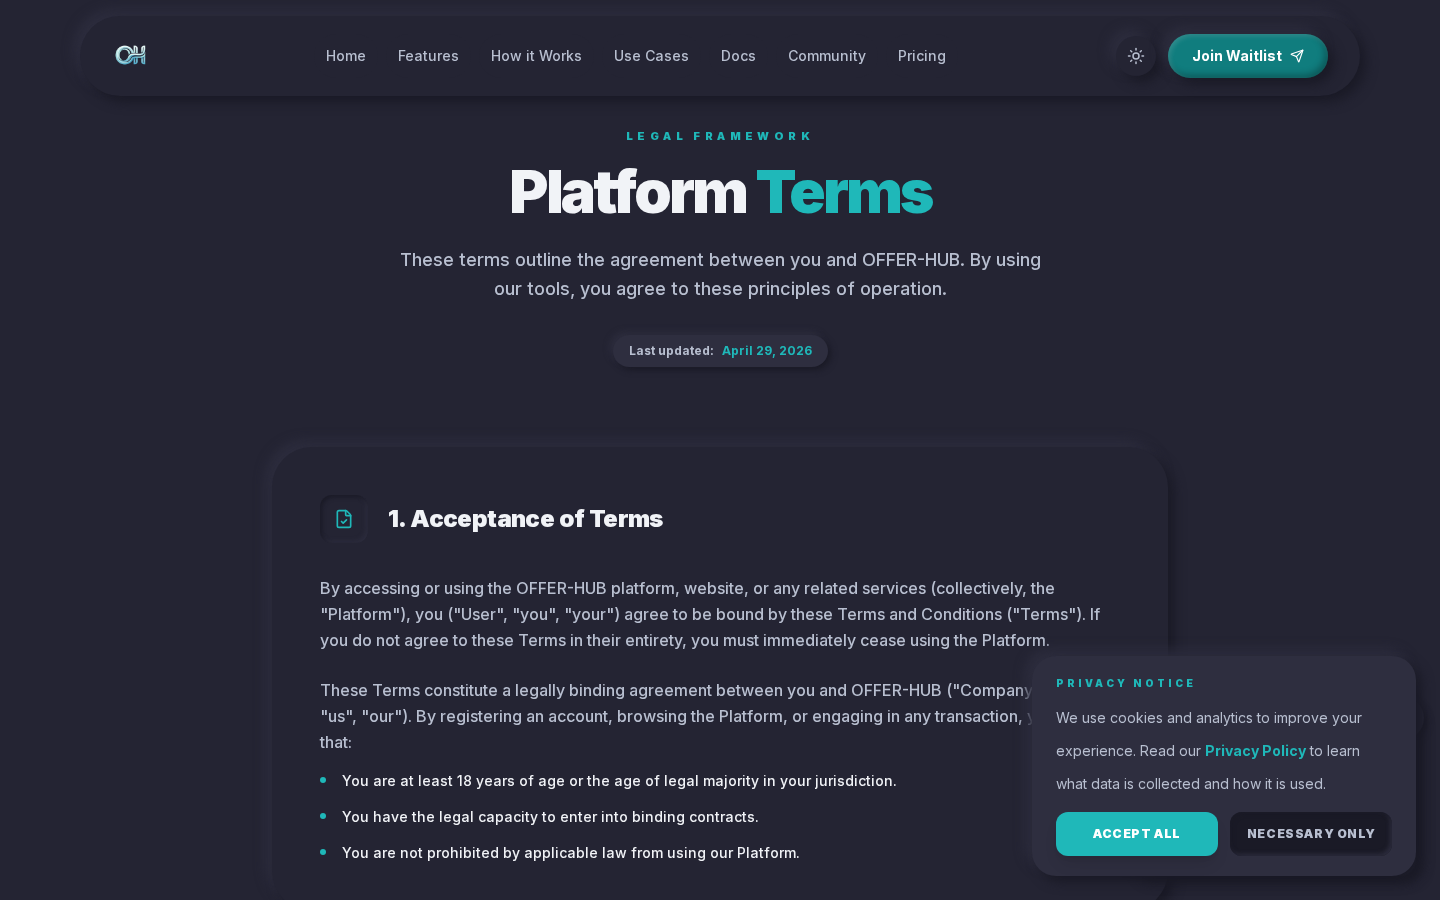 OH
Home Features How it Works Use Cases Docs Community Pricing
Join Waitlist
LEGAL FRAMEWORK
Platform Terms
These terms outline the agreement between you and OFFER-HUB. By using
our tools, you agree to these principles of operation.
Last updated: April 29, 2026
1. Acceptance of Terms
By accessing or using the OFFER-HUB platform, website, or any related services (collectively, the
"Platform"), you ("User", "you", "your") agree to be bound by these Terms and Conditions ("Terms"). If
you do not agree to these Terms in their entirety, you must immediately cease using the Platform.
These Terms constitute a legally binding agreement between you and OFFER-HUB ("Company
"us", "our"). By registering an account, browsing the Platform, or engaging in any transaction,
that:
You are at least 18 years of age or the age of legal majority in your jurisdiction.
You have the legal capacity to enter into binding contracts.
You are not prohibited by applicable law from using our Platform.
PRIVACY NOTICE
We use cookies and analytics to improve your
experience. Read our Privacy Policy to learn
what data is collected and how it is used.
ACCEPT ALL
NECESSARY ONLY